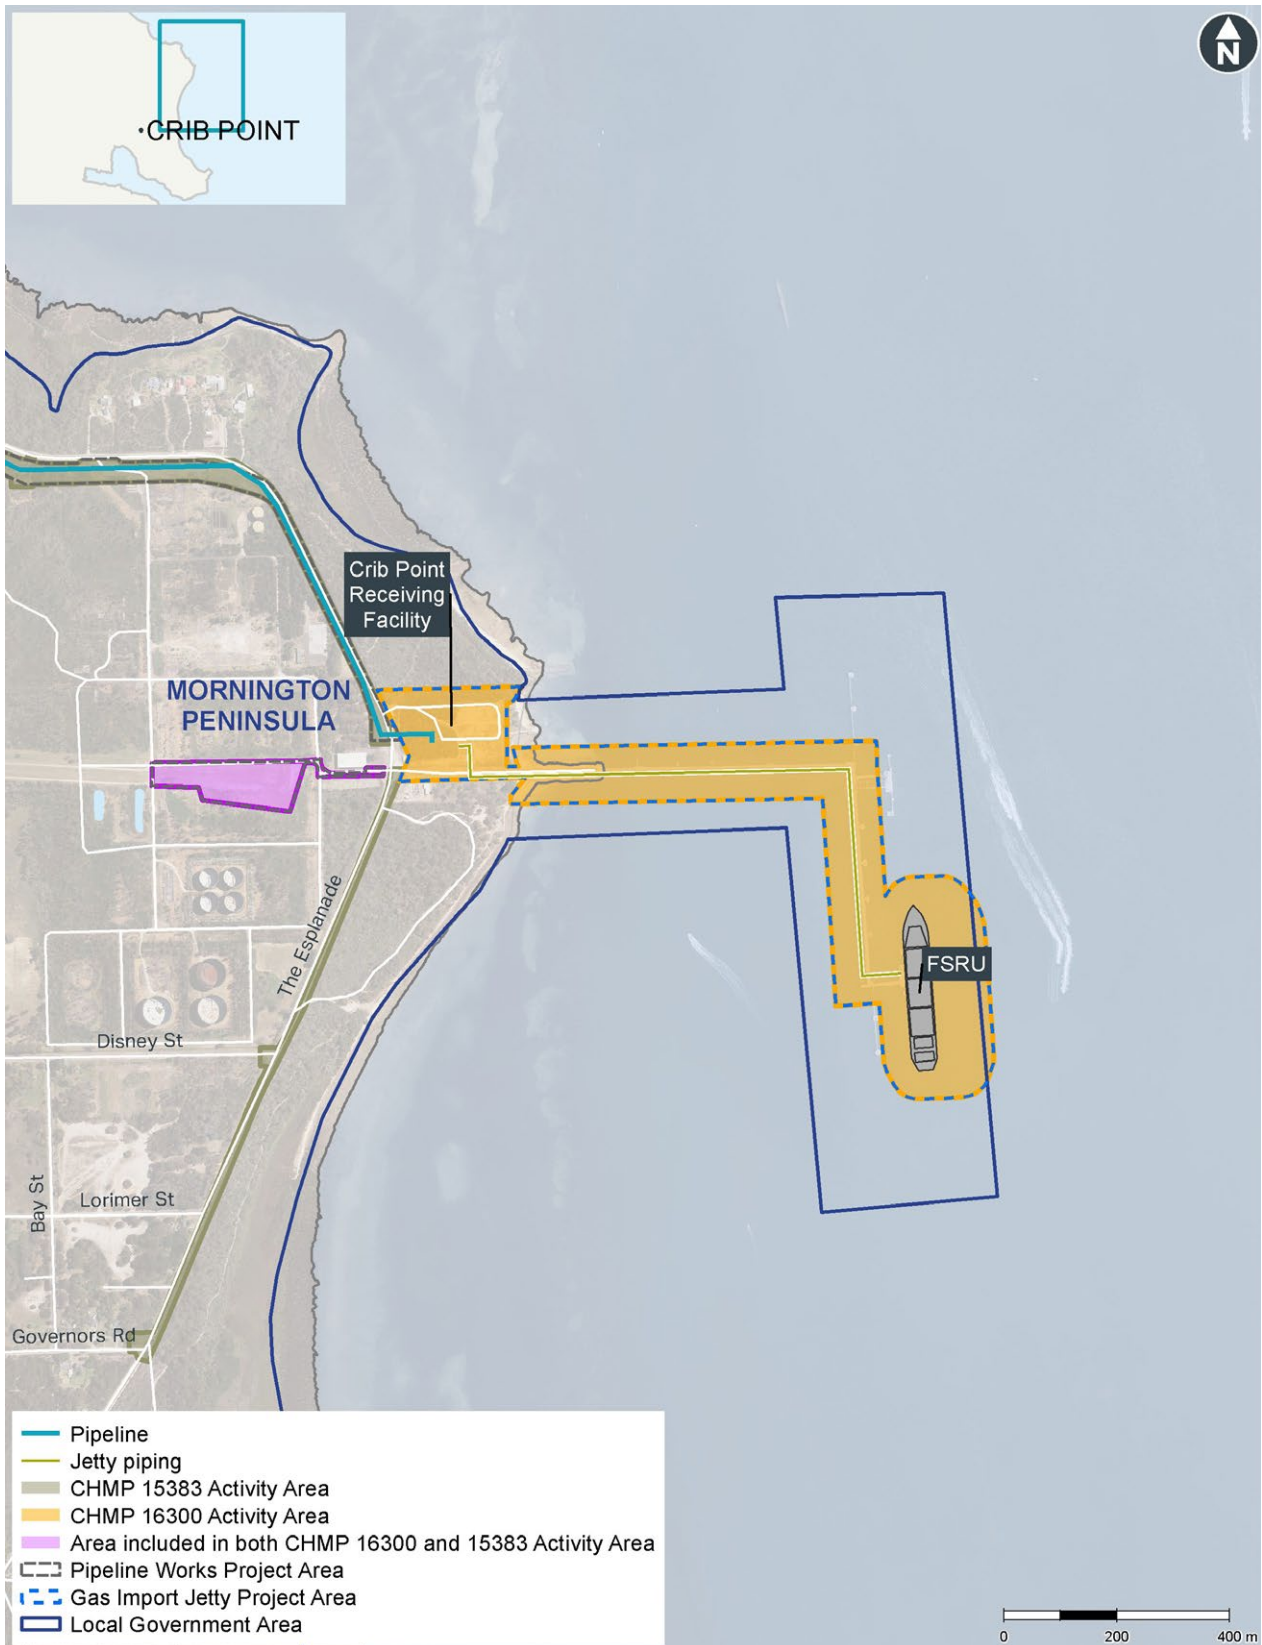 N
CRIB POINT
Crib Point
Receiving
Facility
MORNINGTON
PENINSULA
The Esplanade
FSRU
Disney St
Bay St
Lorimer St
Governors Rd
Pipeline
Jetty piping
CHMP 15383 Activity Area
CHMP 16300 Activity Area
Area included in both CHMP 16300 and 15383 Activity Area
Pipeline Works Project Area
Gas Import Jetty Project Area
Local Government Area
0 200 400 m